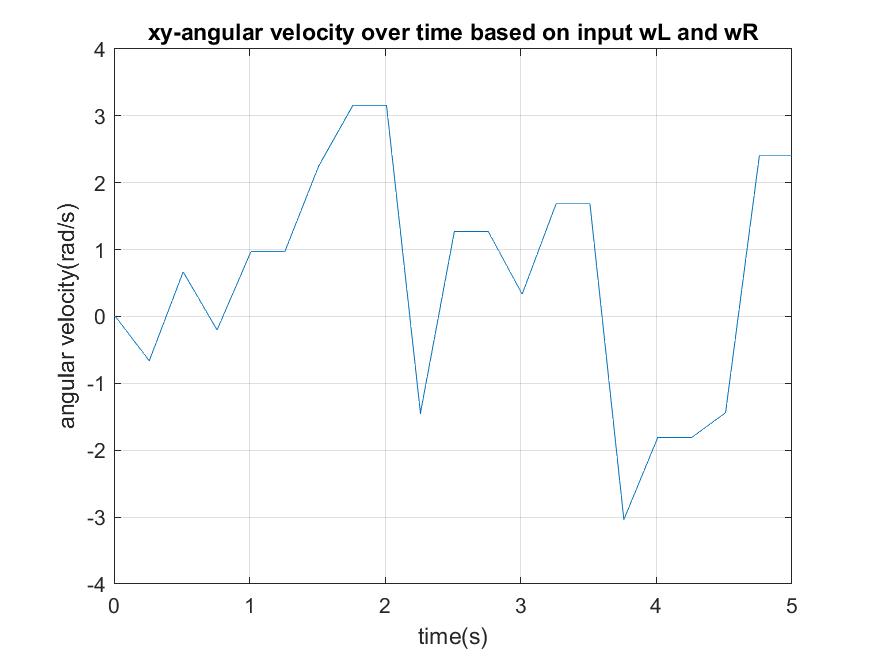 xy-angular velocity over time based on input wL and wR
4
3
2
1
0
-1
-2
-3
-4
angular velocity(rad/s)
0 1 2 3 4 5
time(s)